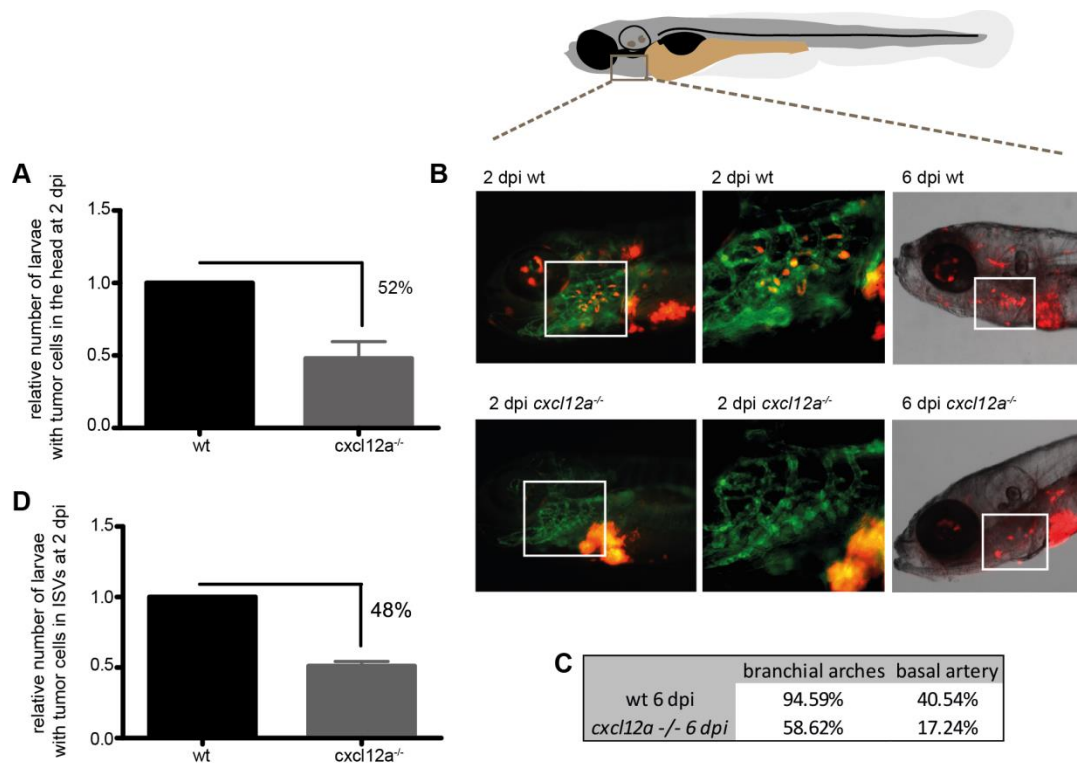 A
relative number of larvae
with tumor cells in the head at 2 dpi
1.5
1.0
0.5
0.0
52%
wt
cxcl12a-/-
B
2 dpi wt
2 dpi wt
6 dpi wt
2 dpi cxcl12a-/-
2 dpi cxcl12a-/-
6 dpi cxcl12a-/-
D
relative number of larvae
with tumor cells in ISVs at 2 dpi
1.5
1.0
0.5
0.0
48%
wt
cxcl12a-/-
C
branchial arches basal artery
wt 6 dpi 94.59% 40.54%
cxcl12a -/- 6 dpi 58.62% 17.24%